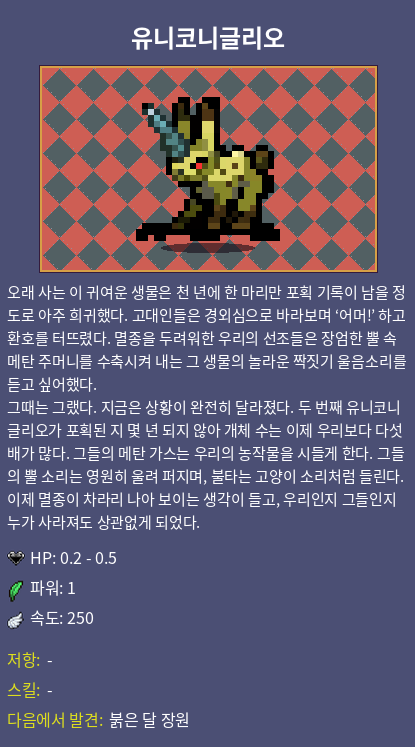 유니코니글리오
오래 사는 이 귀여운 생물은 천 년에 한 마리만 포획 기록이 남을 정
도로 아주 희귀했다. 고대인들은 경외심으로 바라보며 ‘어머!’ 하고
환호를 터뜨렸다. 멸종을 두려워한 우리의 선조들은 장엄한 뿔 속
메탄 주머니를 수축시켜 내는 그 생물의 놀라운 짝짓기 울음소리를
듣고 싶어했다.
그때는 그랬다. 지금은 상황이 완전히 달라졌다. 두 번째 유니코니
글리오가 포획된 지 몇 년 되지 않아 개체 수는 이제 우리보다 다섯
배가 많다. 그들의 메탄 가스는 우리의 농작물을 시들게 한다. 그들
의 뿔 소리는 영원히 울려 퍼지며, 불타는 고양이 소리처럼 들린다.
이제 멸종이 차라리 나아 보이는 생각이 들고, 우리인지 그들인지
누가 사라져도 상관없게 되었다.
HP: 0.2 - 0.5
파워: 1
속도: 250
저항: -
스킬: -
다음에서 발견: 붉은 달 장원